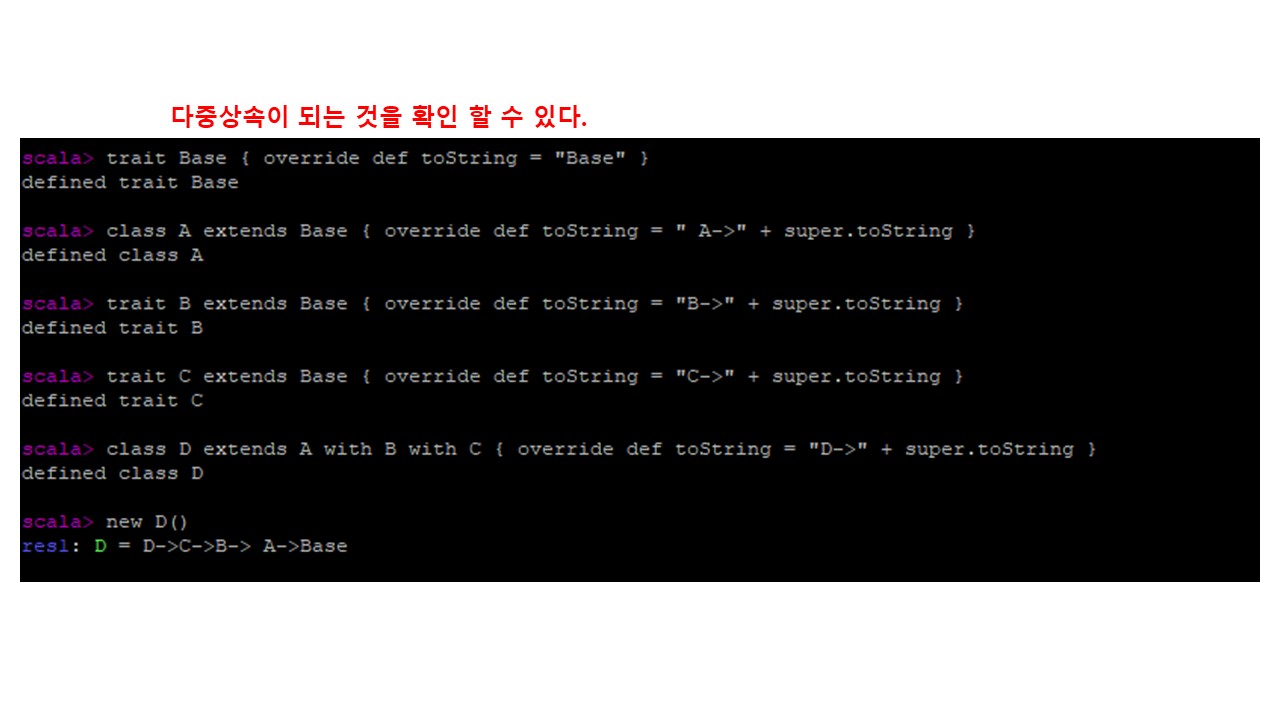 다중상속이 되는 것을 확인 할 수 있다.
scala> trait Base { override def toString = "Base" }
defined trait Base
scala> class A extends Base { override def toString = " A->" + super.toString }
defined class A
scala> trait B extends Base { override def toString = "B->" + super.toString }
defined trait B
scala> trait C extends Base { override def toString = "C->" + super.toString }
defined trait C
scala> class D extends A with B with C { override def toString = "D->" + super.toString }
defined class D
scala> new D()
res1: D = D->C->B-> A->Base